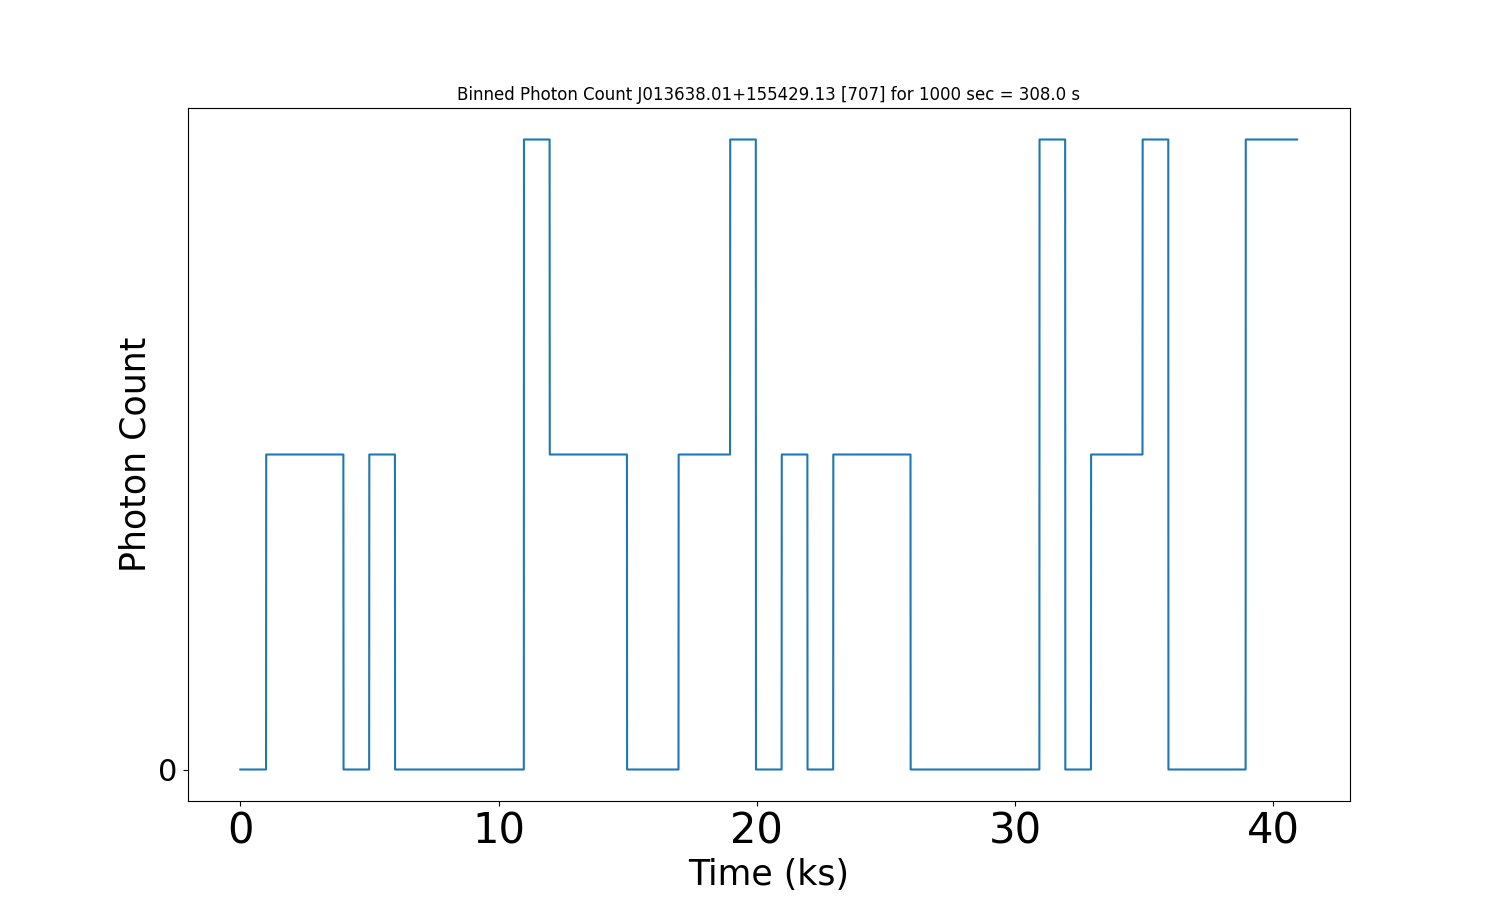 Binned Photon Count J013638.01+155429.13 [707] for 1000 sec = 308.0 s
Photon Count
0
0 10 20 30 40
Time (ks)